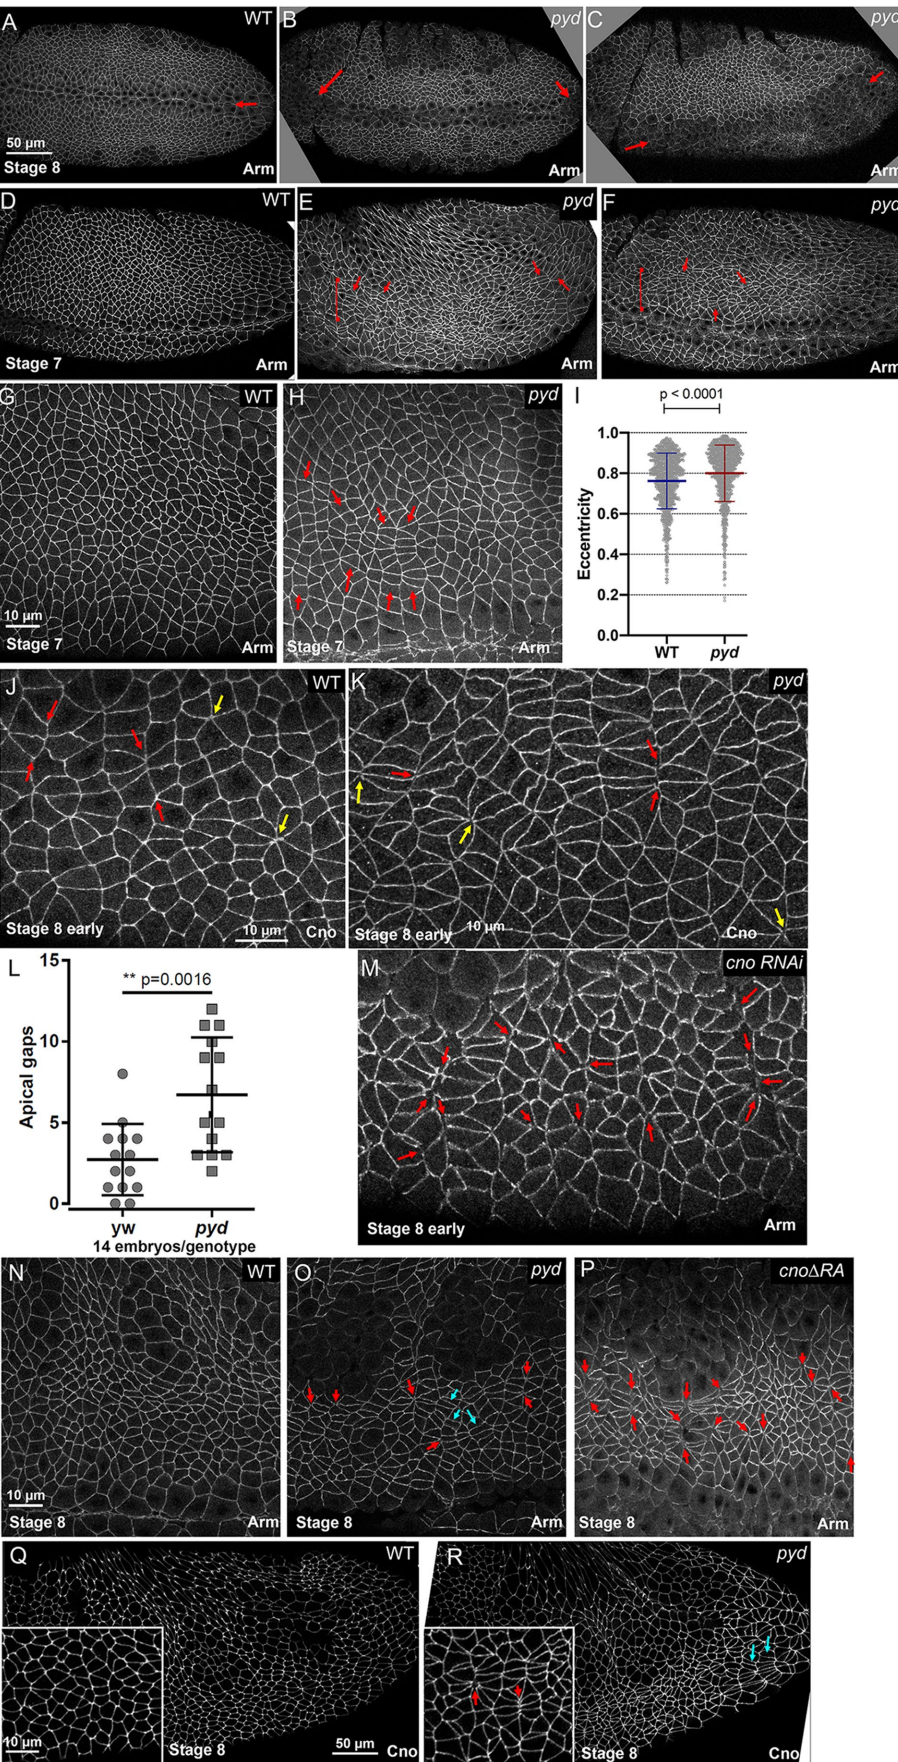 A
WT
50 µm
Stage 8
Arm
B
pyd
Arm
C
pyd
Arm
D
WT
Stage 7
Arm
E
pyd
Arm
F
pyd
Arm
G
WT
10 µm
Stage 7
Arm
H
pyd
Stage 7
Arm
I
p < 0.0001
1.0
0.8
0.6
0.4
0.2
0.0
Eccentricity
WT
pyd
J
WT
Stage 8 early
10 µm
Cno
K
pyd
Stage 8 early
10 µm
Cno
L
** p=0.0016
15
10
5
0
Apical gaps
yw
pyd
14 embryos/genotype
M
cno RNAi
Stage 8 early
Arm
N
WT
10 µm
Stage 8
Arm
O
pyd
Stage 8
Arm
P
cnoΔRA
Stage 8
Arm
Q
WT
10 µm
Stage 8
50 µm
Cno
R
pyd
Stage 8
Cno